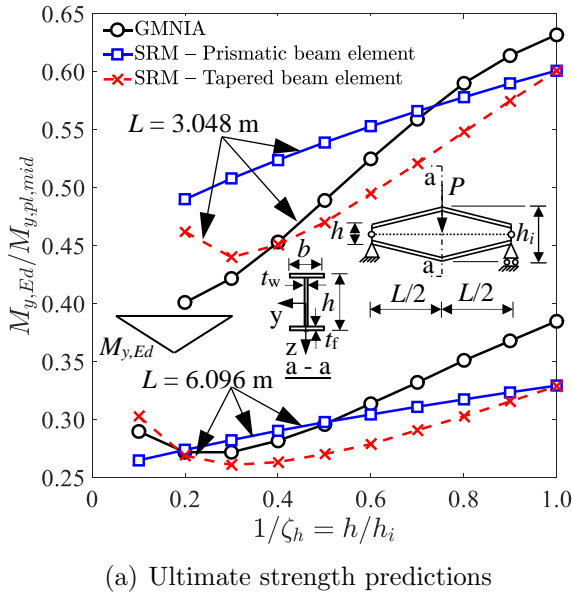 GMNIA
SRM – Prismatic beam element
SRM – Tapered beam element
0.65
0.60
0.55
0.50
0.45
0.40
0.35
0.30
0.25
M_{y,Ed}/M_{y,pl,mid}
L = 3.048 m
a
P
h
h_i
a
L/2
L/2
b
t_w
y
h
z
t_f
a - a
M_{y,Ed}
L = 6.096 m
0
0.2
0.4
0.6
0.8
1.0
1/ζ_h = h/h_i
(a) Ultimate strength predictions